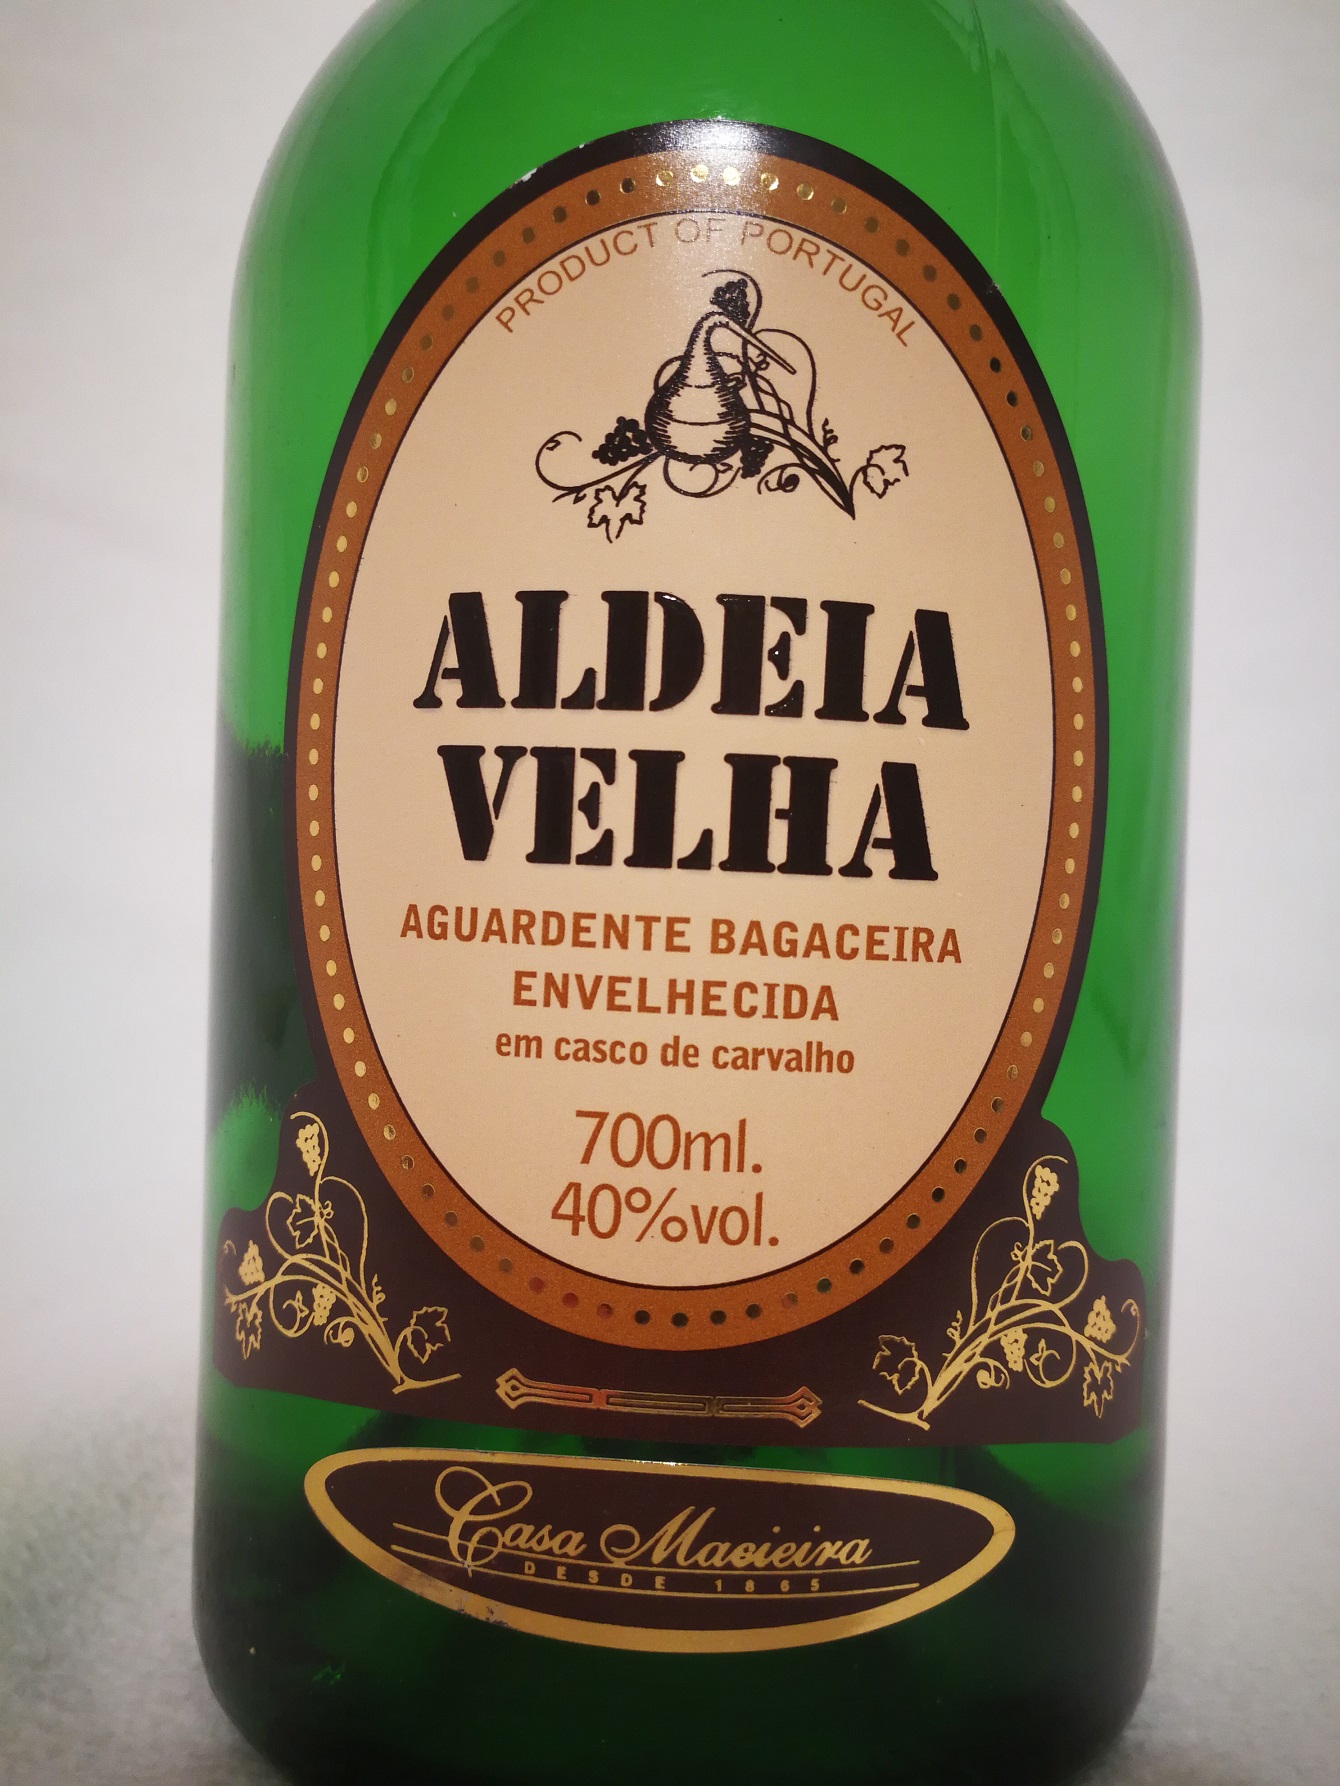 PRODUCT OF PORTUGAL
ALDEIA
VELHA
AGUARDENTE BAGACEIRA
ENVELHECIDA
em casco de carvalho
700ml.
40%vol.
Casa Macieira
DESDE 1865